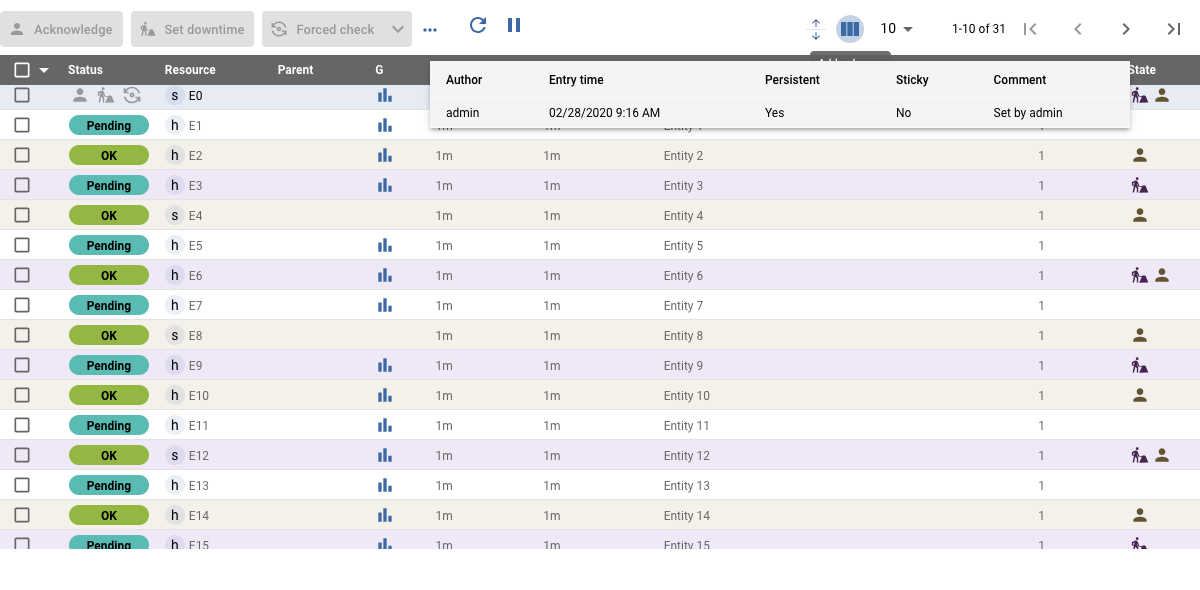 Acknowledge Set downtime Forced check 10 1-10 of 31
Status Resource Parent G State
Author Entry time Persistent Sticky Comment
admin 02/28/2020 9:16 AM Yes No Set by admin
s E0
Pending h E1
OK h E2 1m 1m Entity 2 1
Pending h E3 1m 1m Entity 3 1
OK s E4 1m 1m Entity 4 1
Pending h E5 1m 1m Entity 5 1
OK h E6 1m 1m Entity 6 1
Pending h E7 1m 1m Entity 7 1
OK s E8 1m 1m Entity 8 1
Pending h E9 1m 1m Entity 9 1
OK h E10 1m 1m Entity 10 1
Pending h E11 1m 1m Entity 11 1
OK s E12 1m 1m Entity 12 1
Pending h E13 1m 1m Entity 13 1
OK h E14 1m 1m Entity 14 1
Pending h E15 1m 1m Entity 15